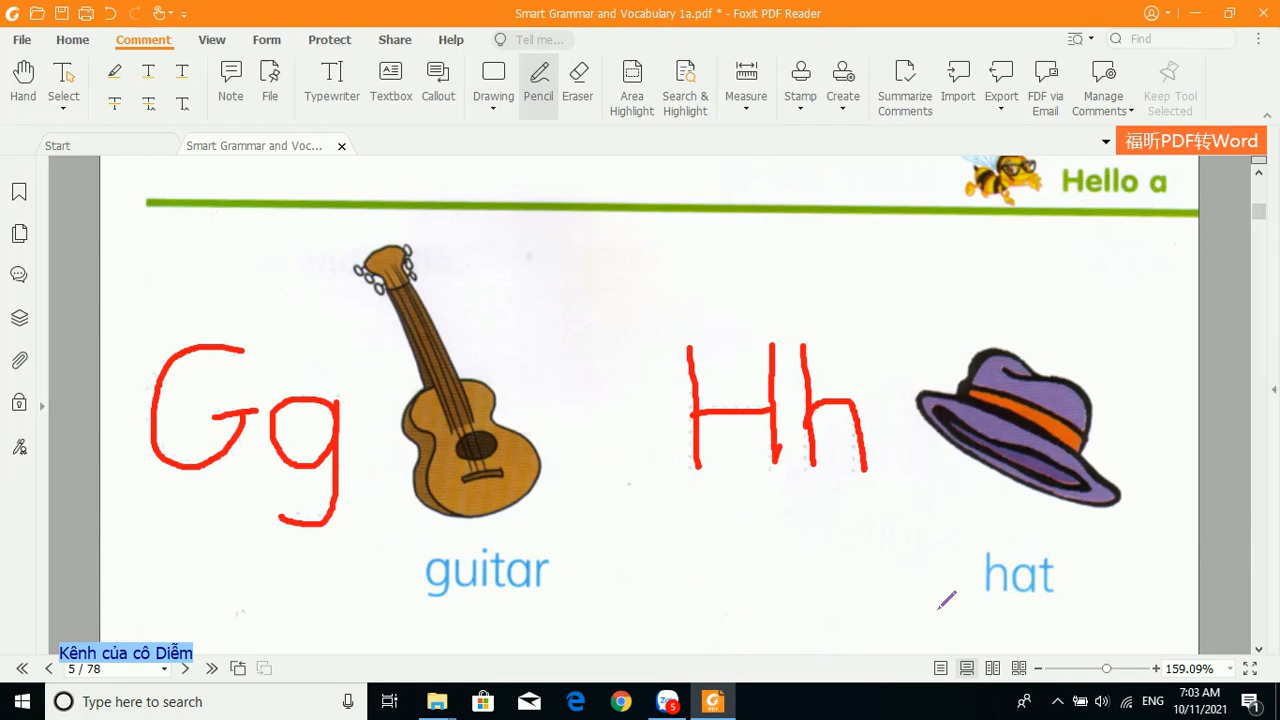 Smart Grammar and Vocabulary 1a.pdf * - Foxit PDF Reader
File Home Comment View Form Protect Share Help Tell me... Find
Hand Select Note File Typewriter Textbox Callout Drawing Pencil Eraser Area Highlight Search & Highlight Measure Stamp Create Summarize Comments Import Export PDF via Email Manage Comments Keep Tool Selected
Start Smart Grammar and Voc... 福昕PDF转Word
Hello a
Gg Hh
guitar hat
Kênh của cô Diễm
5 / 78 159.09%
Type here to search 5 ENG 7:03 AM
10/11/2021 1